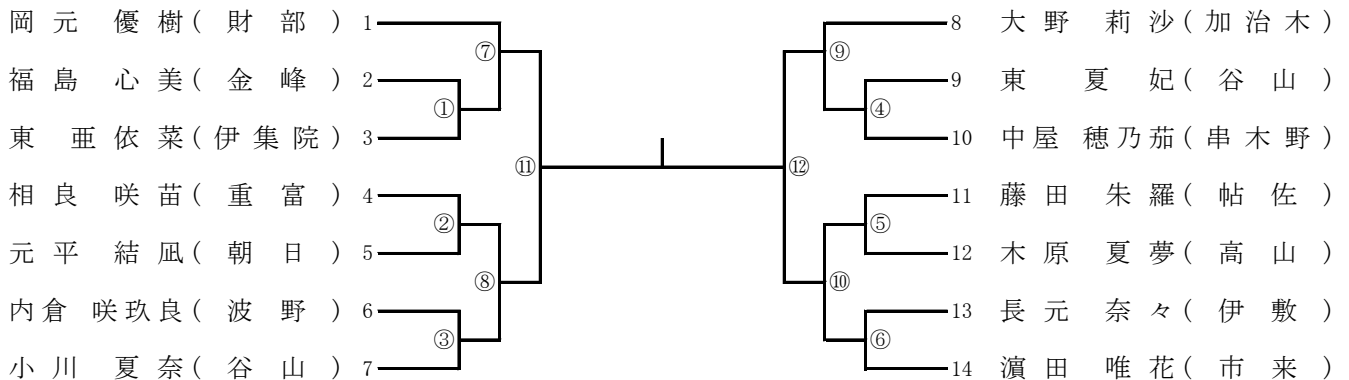 岡元 優樹(財部) 1
福島 心美(金峰) 2
東 亜依菜(伊集院) 3
相良 咲苗(重富) 4
元平 結凪(朝日) 5
内倉 咲玖良(波野) 6
小川 夏奈(谷山) 7
⑦
①
⑪
②
⑧
③
⑨
④
⑫
⑤
⑩
⑥
8 大野 莉沙(加治木)
9 東 夏妃(谷山)
10 中屋 穂乃茄(串木野)
11 藤田 朱羅(帖佐)
12 木原 夏夢(高山)
13 長元 奈々(伊敷)
14 濵田 唯花(市来)